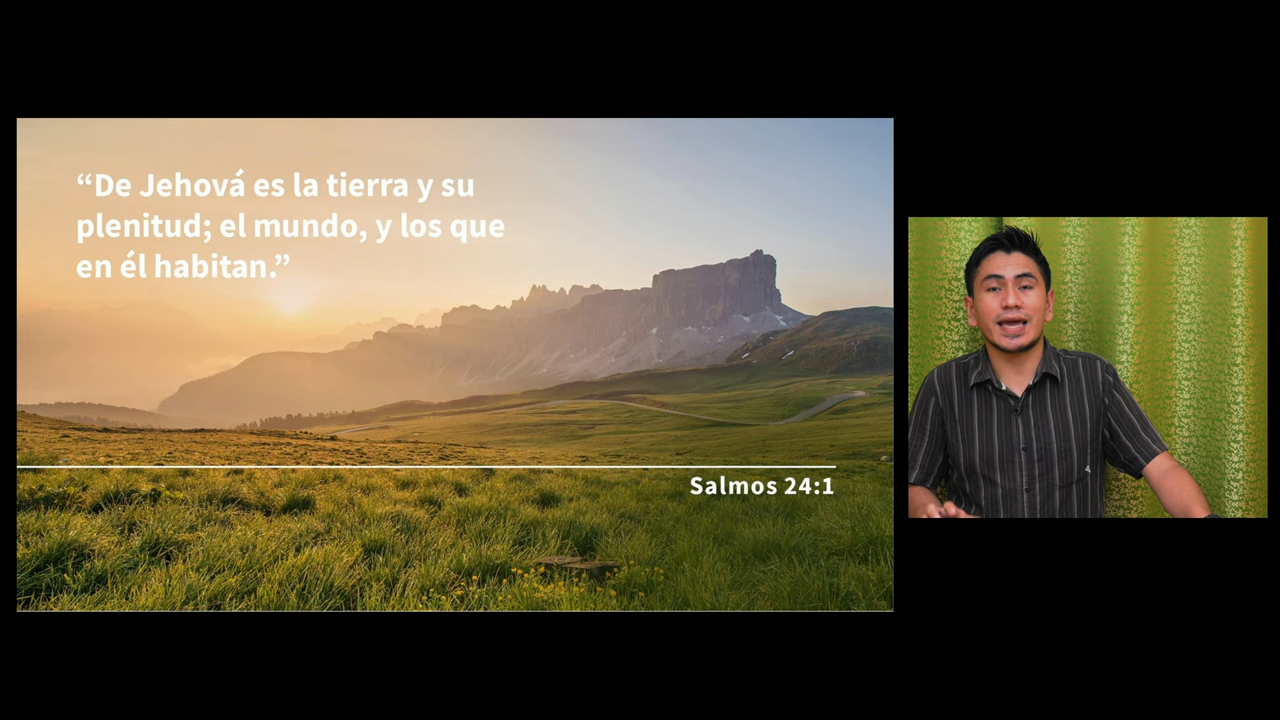 “De Jehová es la tierra y su
plenitud; el mundo, y los que
en él habitan.”
Salmos 24:1